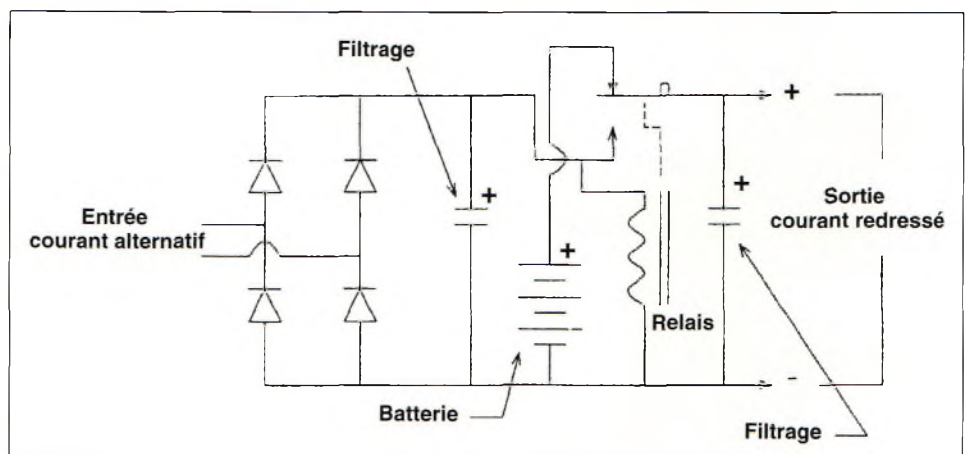 Filtrage
+
+
+
+
Entrée
courant alternatif
Sortie
courant redressé
Relais
-
Batterie
Filtrage